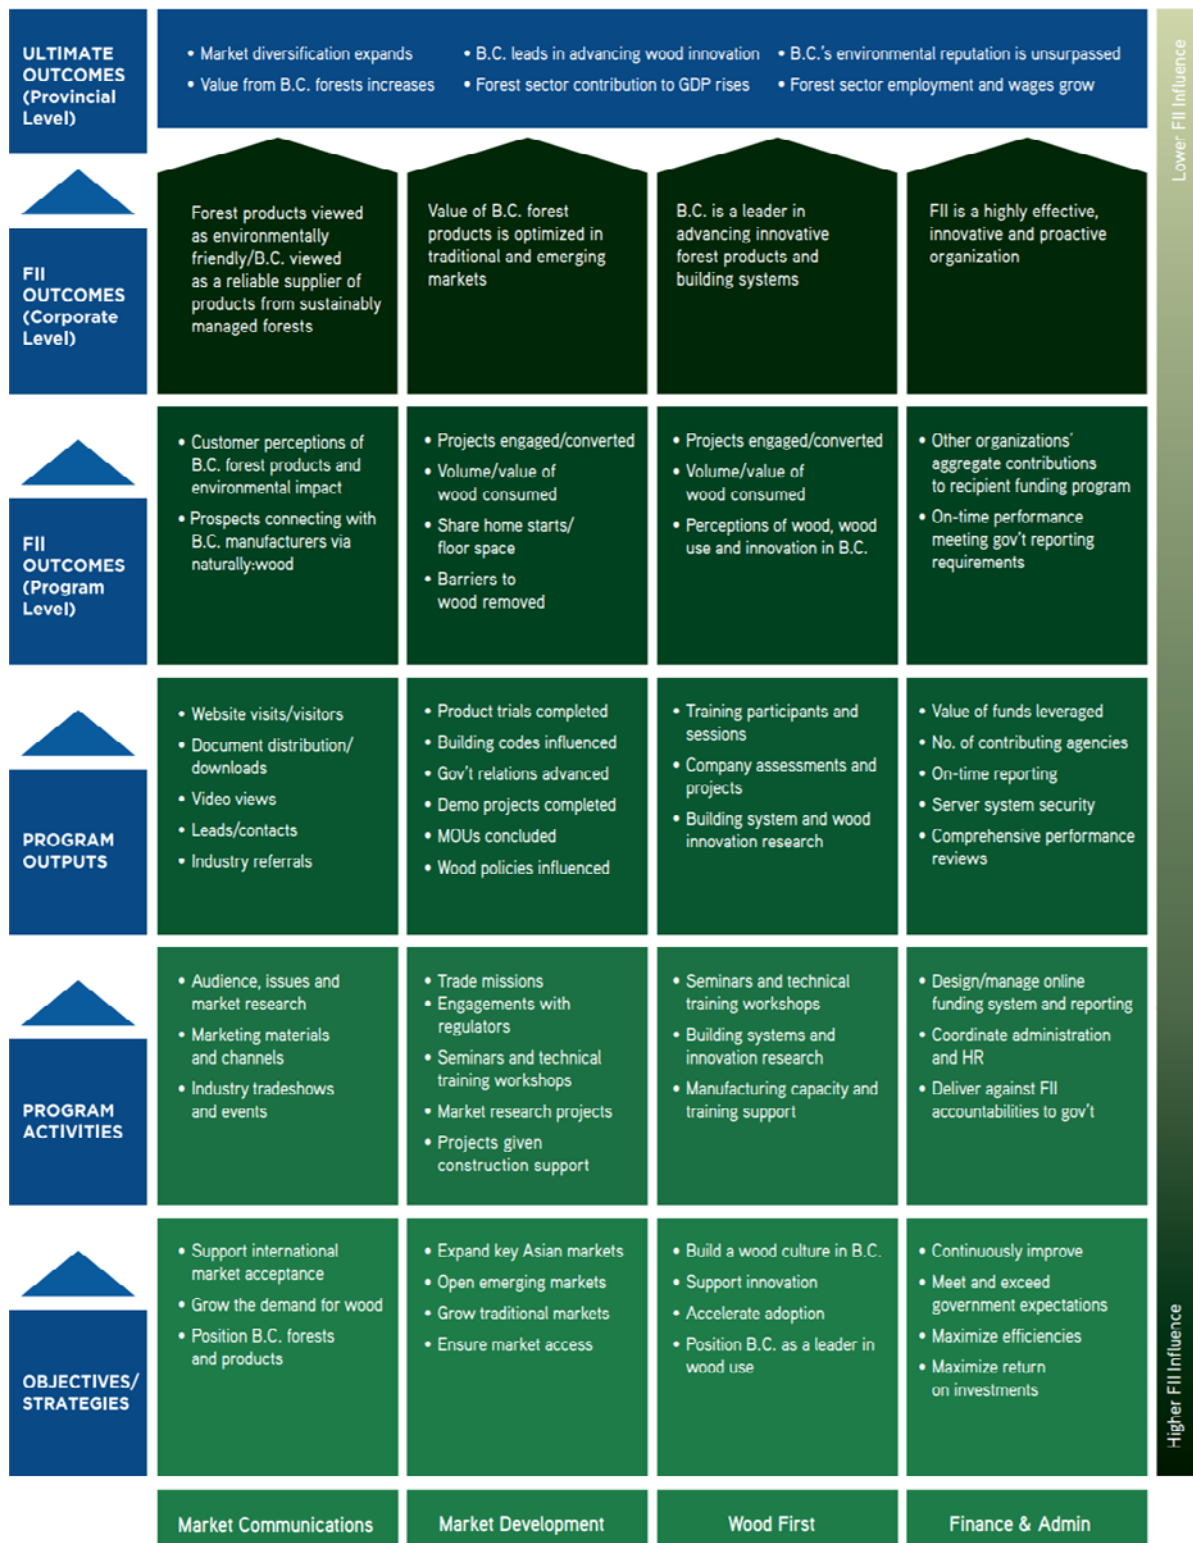 ULTIMATE
OUTCOMES
(Provincial
Level)
• Market diversification expands
• Value from B.C. forests increases
• B.C. leads in advancing wood innovation
• Forest sector contribution to GDP rises
• B.C.'s environmental reputation is unsurpassed
• Forest sector employment and wages grow
Lower FII Influence
FII
OUTCOMES
(Corporate
Level)
Forest products viewed
as environmentally
friendly/B.C. viewed
as a reliable supplier of
products from sustainably
managed forests
Value of B.C. forest
products is optimized in
traditional and emerging
markets
B.C. is a leader in
advancing innovative
forest products and
building systems
FII is a highly effective,
innovative and proactive
organization
FII
OUTCOMES
(Program
Level)
• Customer perceptions of
B.C. forest products and
environmental impact
• Prospects connecting with
B.C. manufacturers via
naturally:wood
• Projects engaged/converted
• Volume/value of
wood consumed
• Share home starts/
floor space
• Barriers to
wood removed
• Projects engaged/converted
• Volume/value of
wood consumed
• Perceptions of wood, wood
use and innovation in B.C.
• Other organizations'
aggregate contributions
to recipient funding program
• On-time performance
meeting gov't reporting
requirements
PROGRAM
OUTPUTS
• Website visits/visitors
• Document distribution/
downloads
• Video views
• Leads/contacts
• Industry referrals
• Product trials completed
• Building codes influenced
• Gov't relations advanced
• Demo projects completed
• MOUs concluded
• Wood policies influenced
• Training participants and
sessions
• Company assessments and
projects
• Building system and wood
innovation research
• Value of funds leveraged
• No. of contributing agencies
• On-time reporting
• Server system security
• Comprehensive performance
reviews
PROGRAM
ACTIVITIES
• Audience, issues and
market research
• Marketing materials
and channels
• Industry tradeshows
and events
• Trade missions
• Engagements with
regulators
• Seminars and technical
training workshops
• Market research projects
• Projects given
construction support
• Seminars and technical
training workshops
• Building systems and
innovation research
• Manufacturing capacity and
training support
• Design/manage online
funding system and reporting
• Coordinate administration
and HR
• Deliver against FII
accountabilities to gov't
OBJECTIVES/
STRATEGIES
• Support international
market acceptance
• Grow the demand for wood
• Position B.C. forests
and products
• Expand key Asian markets
• Open emerging markets
• Grow traditional markets
• Ensure market access
• Build a wood culture in B.C.
• Support innovation
• Accelerate adoption
• Position B.C. as a leader in
wood use
• Continuously improve
• Meet and exceed
government expectations
• Maximize efficiencies
• Maximize return
on investments
Higher FII Influence
Market Communications
Market Development
Wood First
Finance & Admin